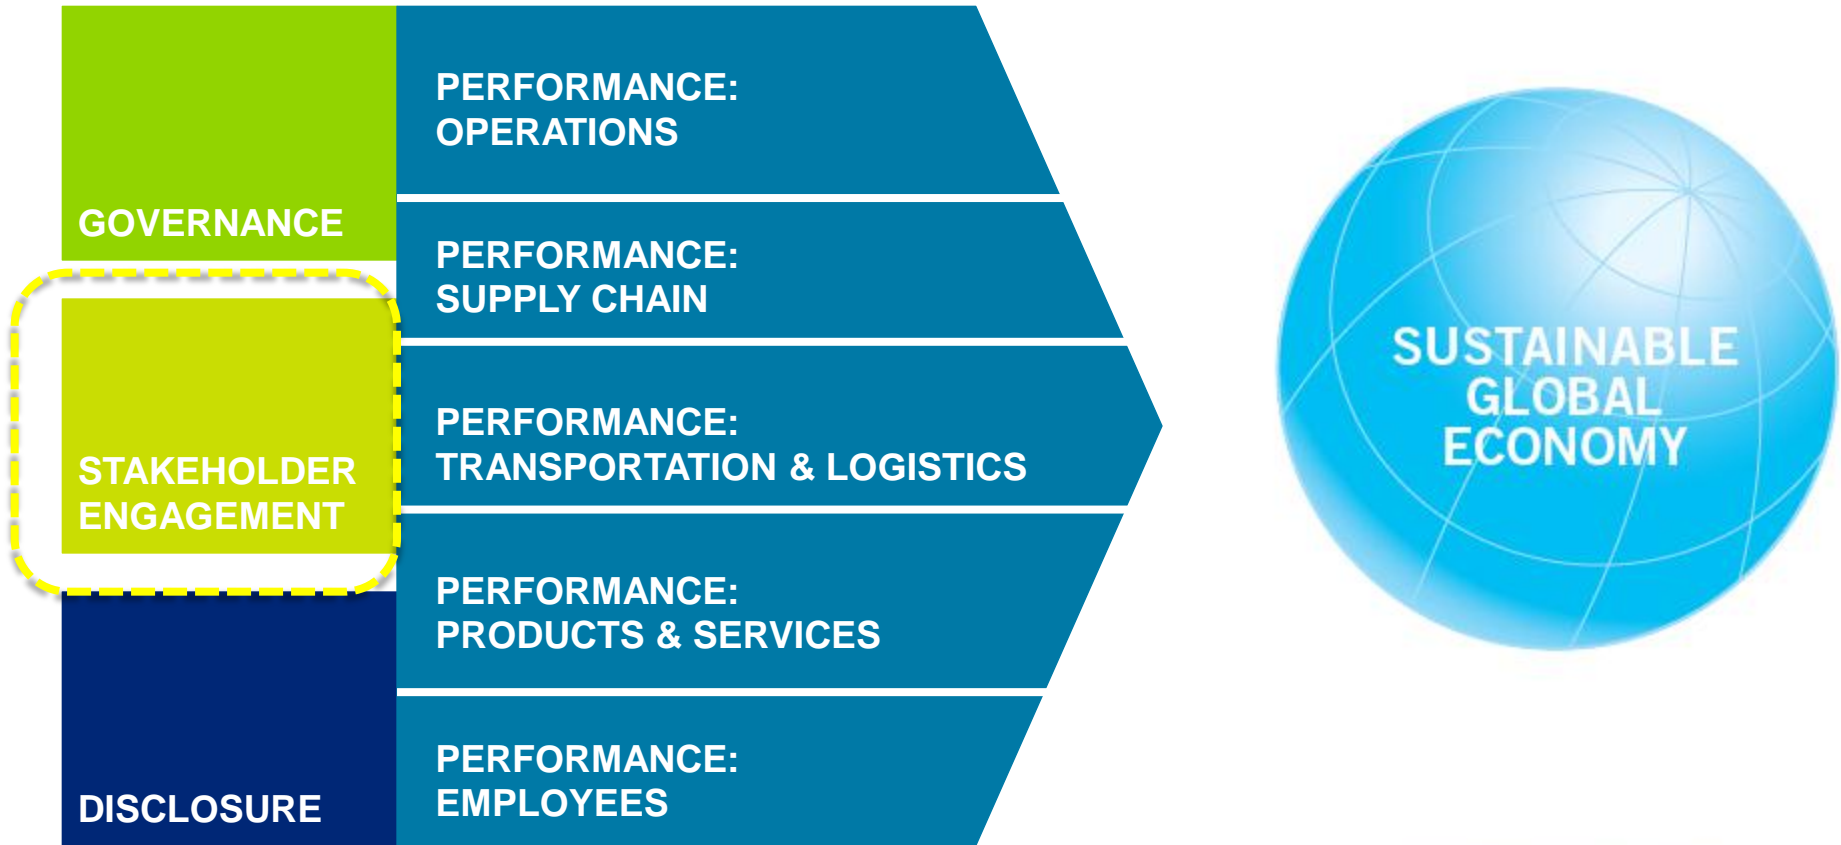 GOVERNANCE
STAKEHOLDER
ENGAGEMENT
DISCLOSURE
PERFORMANCE:
OPERATIONS
PERFORMANCE:
SUPPLY CHAIN
PERFORMANCE:
TRANSPORTATION & LOGISTICS
PERFORMANCE:
PRODUCTS & SERVICES
PERFORMANCE:
EMPLOYEES
SUSTAINABLE
GLOBAL
ECONOMY